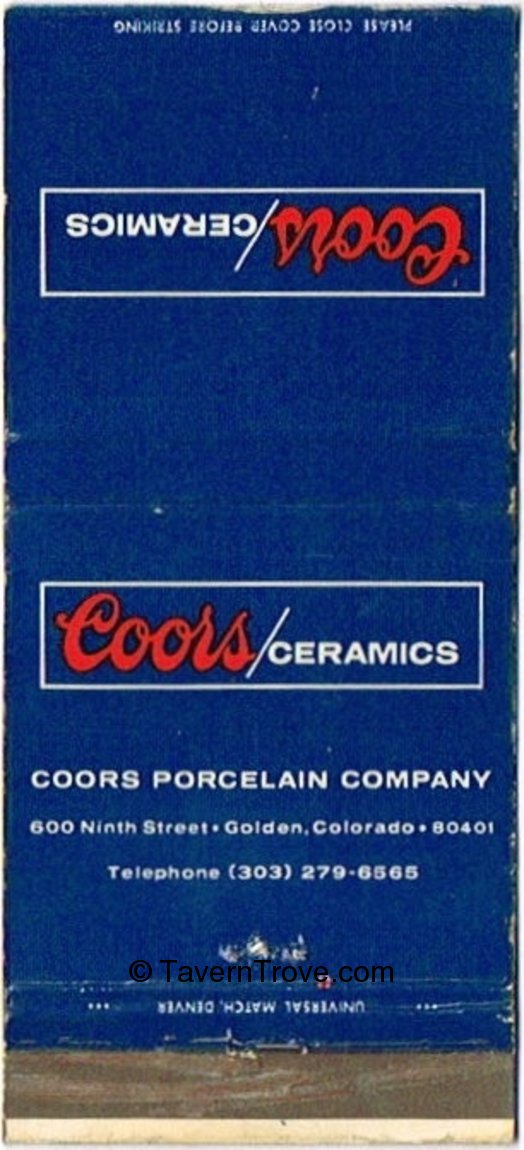 PLEASE CLOSE COVER BEFORE STRIKING
Coors/CERAMICS
Coors/CERAMICS
COORS PORCELAIN COMPANY
600 Ninth Street • Golden, Colorado • 80401
Telephone (303) 279-6565
© TavernTrove.com
••• UNIVERSAL MATCH, DENVER •••